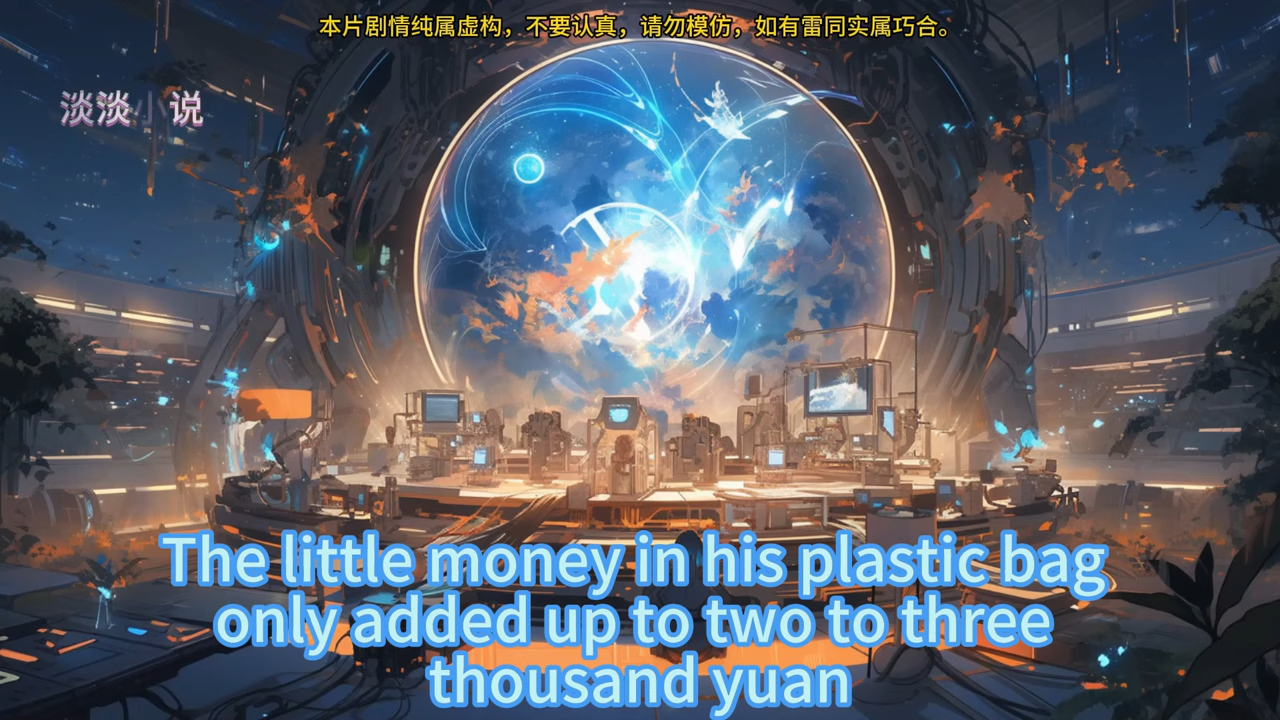 本片剧情纯属虚构，不要认真，请勿模仿，如有雷同实属巧合。
淡淡小说
The little money in his plastic bag
only added up to two to three
thousand yuan